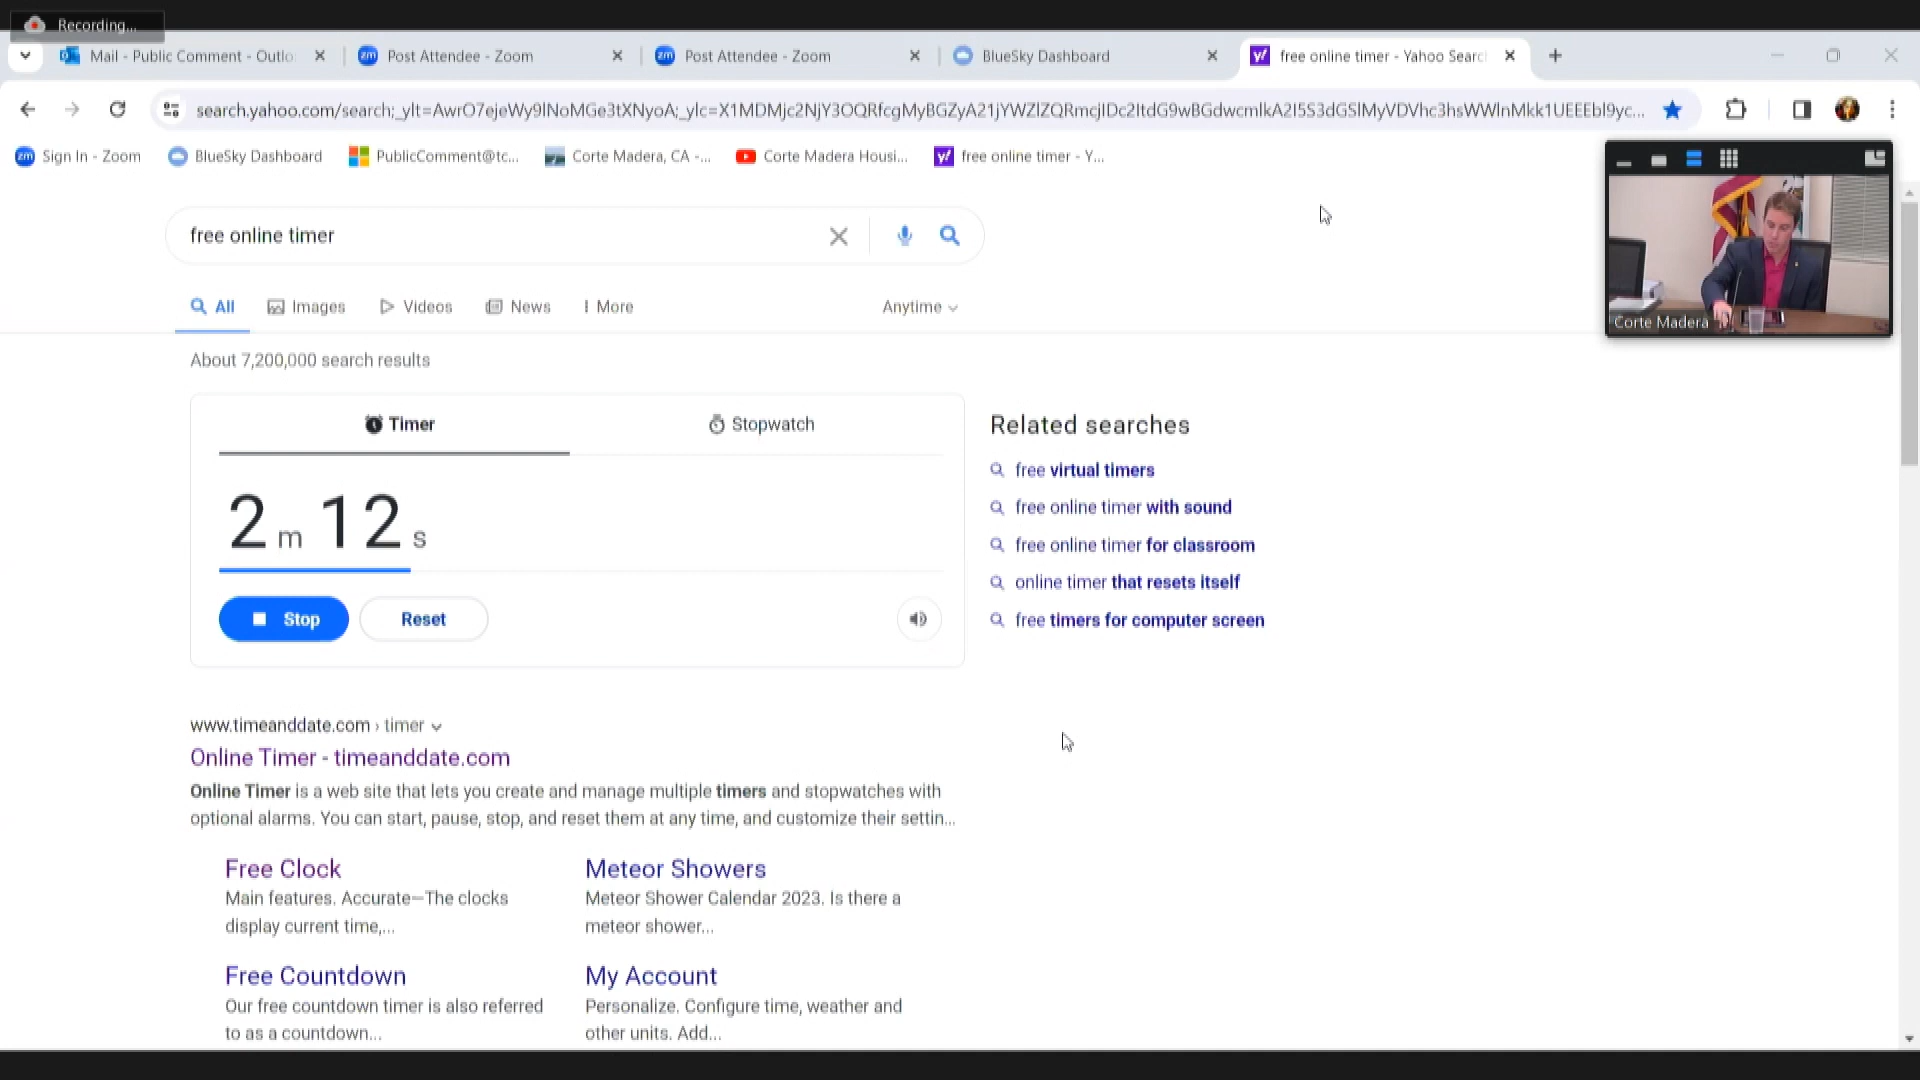 Recording...
Mail - Public Comment - Outlo
Post Attendee - Zoom
Post Attendee - Zoom
BlueSky Dashboard
free online timer - Yahoo Searc
Sign In - Zoom
BlueSky Dashboard
PublicComment@tc...
Corte Madera, CA -...
Corte Madera Housi...
free online timer - Y...
free online timer
All
Images
Videos
News
More
Anytime
About 7,200,000 search results
Timer
Stopwatch
2 m 12 s
Stop
Reset
Related searches
free virtual timers
free online timer with sound
free online timer for classroom
online timer that resets itself
free timers for computer screen
Corte Madera
www.timeanddate.com › timer
Online Timer - timeanddate.com
Online Timer is a web site that lets you create and manage multiple timers and stopwatches with
optional alarms. You can start, pause, stop, and reset them at any time, and customize their settin...
Free Clock
Main features. Accurate—The clocks
display current time,...
Meteor Showers
Meteor Shower Calendar 2023. Is there a
meteor shower...
Free Countdown
Our free countdown timer is also referred
to as a countdown...
My Account
Personalize. Configure time, weather and
other units. Add...